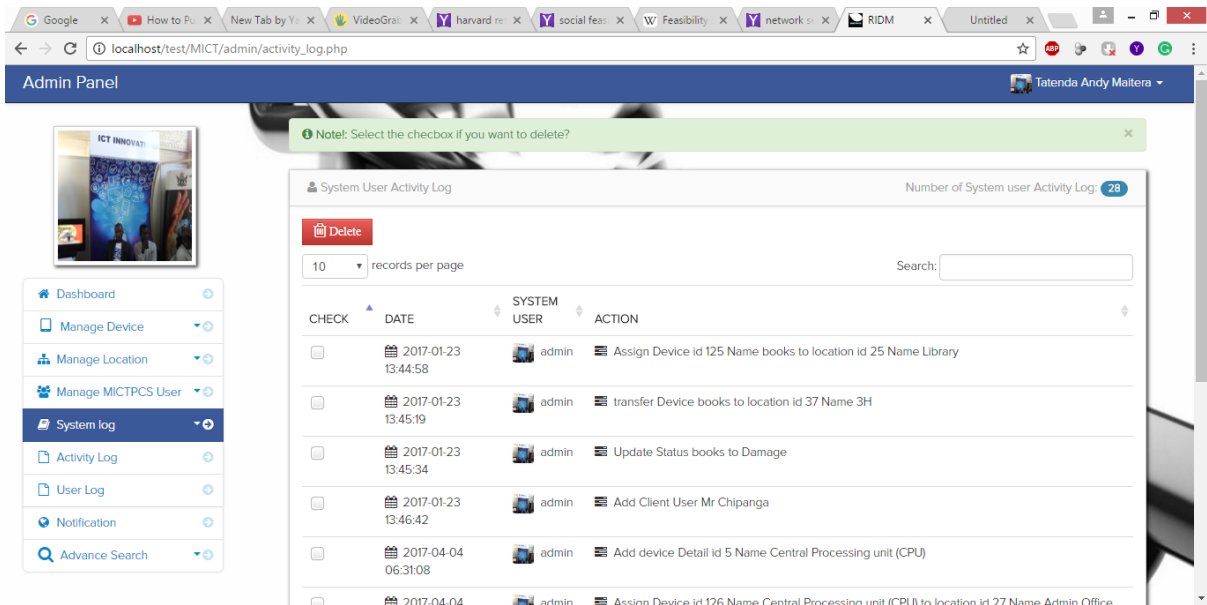 Google
How to Pu
New Tab by Ya
VideoGrab
harvard re
social feas
Feasibility
network se
RIDM
Untitled
localhost/test/MICT/admin/activity_log.php
Admin Panel
Tatenda Andy Maitera
ICT INNOVATI
Note!: Select the checbox if you want to delete?
×
System User Activity Log
Number of System user Activity Log: 28
Delete
10 records per page
Search:
CHECK DATE SYSTEM USER ACTION
2017-01-23 13:44:58 admin Assign Device id 125 Name books to location id 25 Name Library
2017-01-23 13:45:19 admin transfer Device books to location id 37 Name 3H
2017-01-23 13:45:34 admin Update Status books to Damage
2017-01-23 13:46:42 admin Add Client User Mr Chipanga
2017-04-04 06:31:08 admin Add device Detail id 5 Name Central Processing unit (CPU)
2017-04-04 admin Assign Device id 126 Name Central Processing unit (CPU) to location id 27 Name Admin Office
Dashboard
Manage Device
Manage Location
Manage MICTPCS User
System log
Activity Log
User Log
Notification
Advance Search